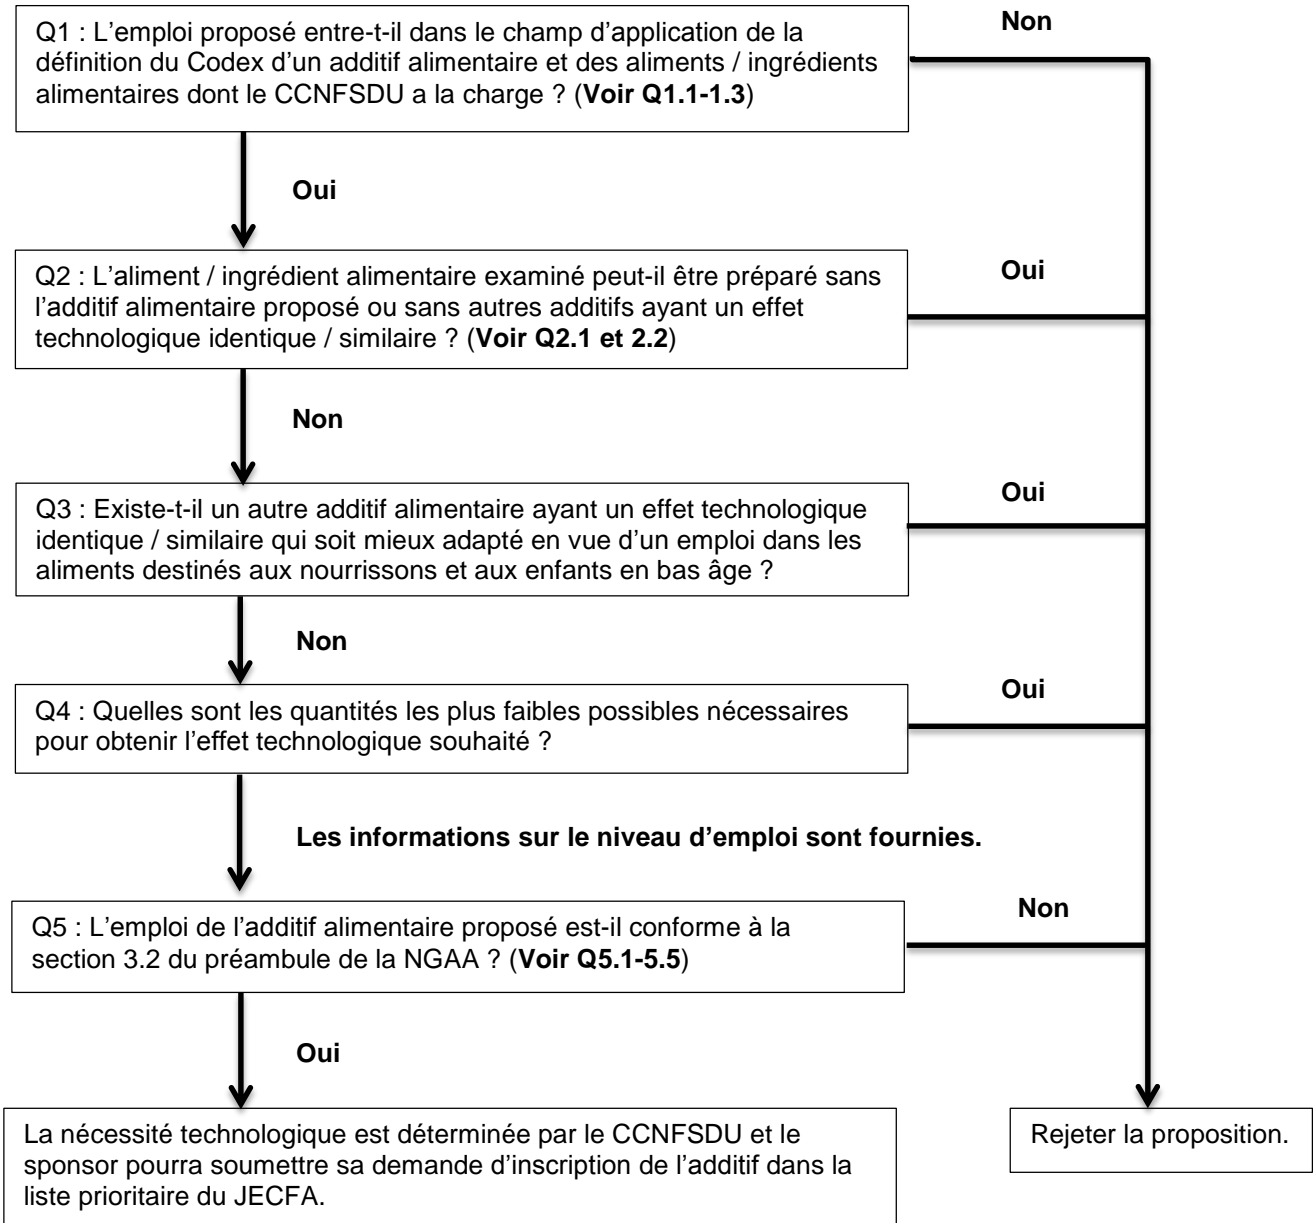 Q1 : L’emploi proposé entre-t-il dans le champ d’application de la
définition du Codex d’un additif alimentaire et des aliments / ingrédients
alimentaires dont le CCNFSDU a la charge ? (Voir Q1.1-1.3)
Non
Oui
Q2 : L’aliment / ingrédient alimentaire examiné peut-il être préparé sans
l’additif alimentaire proposé ou sans autres additifs ayant un effet
technologique identique / similaire ? (Voir Q2.1 et 2.2)
Oui
Non
Q3 : Existe-t-il un autre additif alimentaire ayant un effet technologique
identique / similaire qui soit mieux adapté en vue d’un emploi dans les
aliments destinés aux nourrissons et aux enfants en bas âge ?
Oui
Non
Q4 : Quelles sont les quantités les plus faibles possibles nécessaires
pour obtenir l’effet technologique souhaité ?
Oui
Les informations sur le niveau d’emploi sont fournies.
Q5 : L’emploi de l’additif alimentaire proposé est-il conforme à la
section 3.2 du préambule de la NGAA ? (Voir Q5.1-5.5)
Non
Oui
La nécessité technologique est déterminée par le CCNFSDU et le
sponsor pourra soumettre sa demande d’inscription de l’additif dans la
liste prioritaire du JECFA.
Rejeter la proposition.